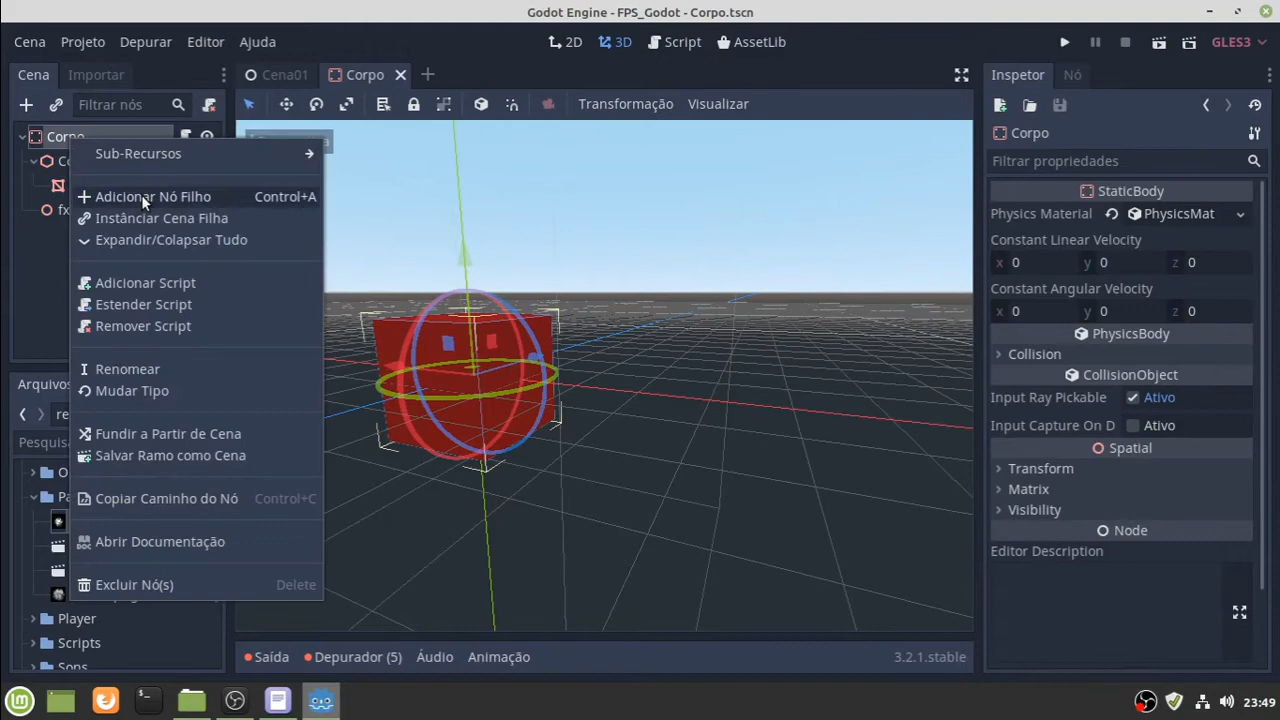 Godot Engine - FPS_Godot - Corpo.tscn
Cena Projeto Depurar Editor Ajuda
2D 3D Script AssetLib
GLES3
Cena Importar
Filtrar nós
Corpo
Sub-Recursos
Adicionar Nó Filho Control+A
Instânciar Cena Filha
Expandir/Colapsar Tudo
Adicionar Script
Estender Script
Remover Script
Renomear
Mudar Tipo
Fundir a Partir de Cena
Salvar Ramo como Cena
Copiar Caminho do Nó Control+C
Abrir Documentação
Excluir Nó(s) Delete
Co
fx
Arquivos
re
Pesquisa
O
Pa
Player
Scripts
Sons
Cena01 Corpo
Transformação Visualizar
Saída Depurador (5) Áudio Animação 3.2.1.stable
Inspetor Nó
Corpo
Filtrar propriedades
StaticBody
Physics Material PhysicsMat
Constant Linear Velocity
x 0 y 0 z 0
Constant Angular Velocity
x 0 y 0 z 0
PhysicsBody
Collision
CollisionObject
Input Ray Pickable Ativo
Input Capture On D Ativo
Spatial
Transform
Matrix
Visibility
Node
Editor Description
23:49